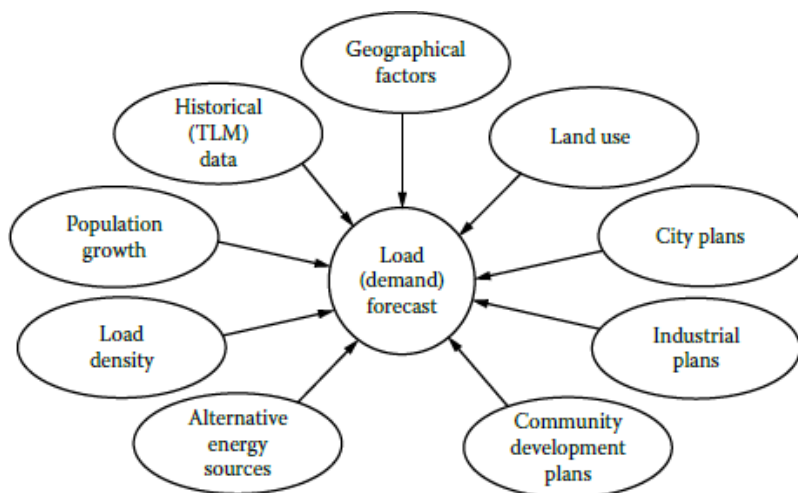 Geographical
factors
Historical
(TLM)
data
Land use
Population
growth
Load
(demand)
forecast
City plans
Load
density
Industrial
plans
Alternative
energy
sources
Community
development
plans